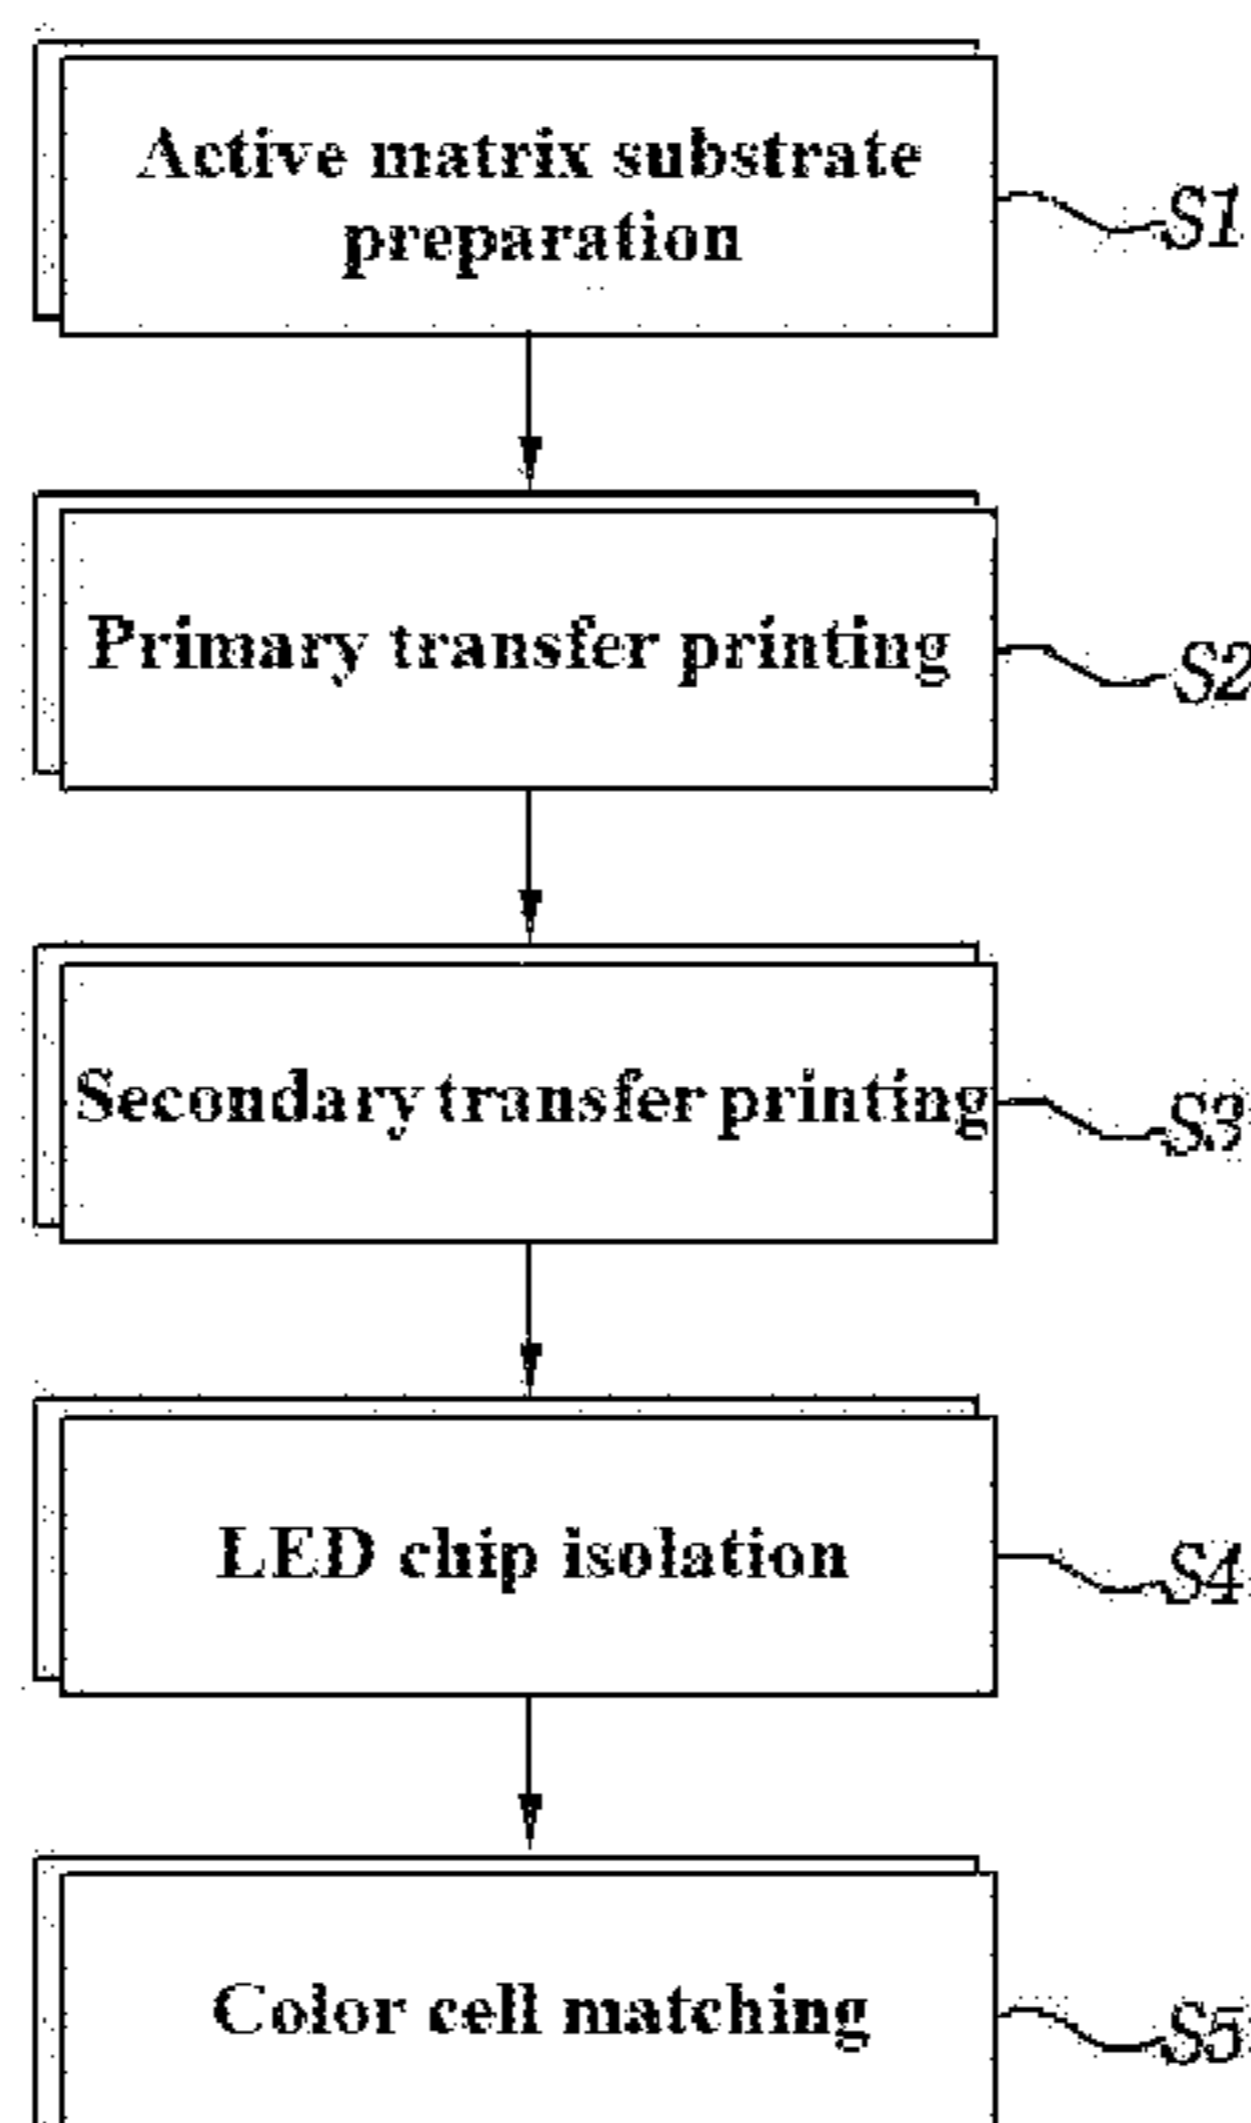 Active matrix substrate
preparation
S1
Primary transfer printing
S2
Secondary transfer printing
S3
LED chip isolation
S4
Color cell matching
S5